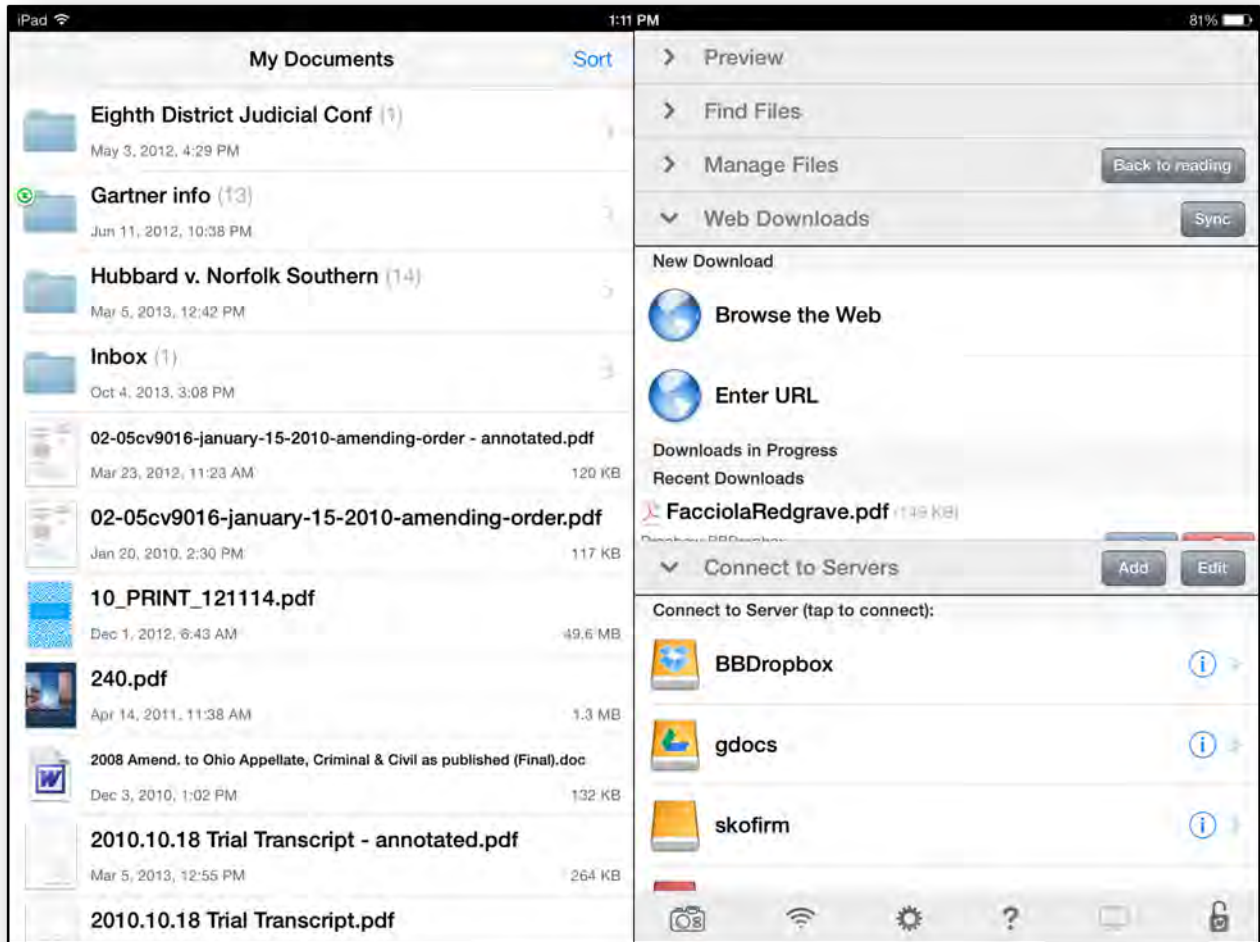 iPad 1:11 PM 81%
My Documents Sort
Eighth District Judicial Conf (1)
May 3, 2012, 4:29 PM
Gartner info (13)
Jun 11, 2012, 10:38 PM
Hubbard v. Norfolk Southern (14)
Mar 5, 2013, 12:42 PM
Inbox (1)
Oct 4, 2013, 3:08 PM
02-05cv9016-january-15-2010-amending-order - annotated.pdf
Mar 23, 2012, 11:23 AM 120 KB
02-05cv9016-january-15-2010-amending-order.pdf
Jan 20, 2010, 2:30 PM 117 KB
10_PRINT_121114.pdf
Dec 1, 2012, 6:43 AM 49.6 MB
240.pdf
Apr 14, 2011, 11:38 AM 1.3 MB
2008 Amend. to Ohio Appellate, Criminal & Civil as published (Final).doc
Dec 3, 2010, 1:02 PM 132 KB
2010.10.18 Trial Transcript - annotated.pdf
Mar 5, 2013, 12:55 PM 264 KB
2010.10.18 Trial Transcript.pdf
Preview
Find Files
Manage Files Back to reading
Web Downloads Sync
New Download
Browse the Web
Enter URL
Downloads in Progress
Recent Downloads
FacciolaRedgrave.pdf (149 KB)
Connect to Servers Add Edit
Connect to Server (tap to connect):
BBDropbox
gdocs
skofirm